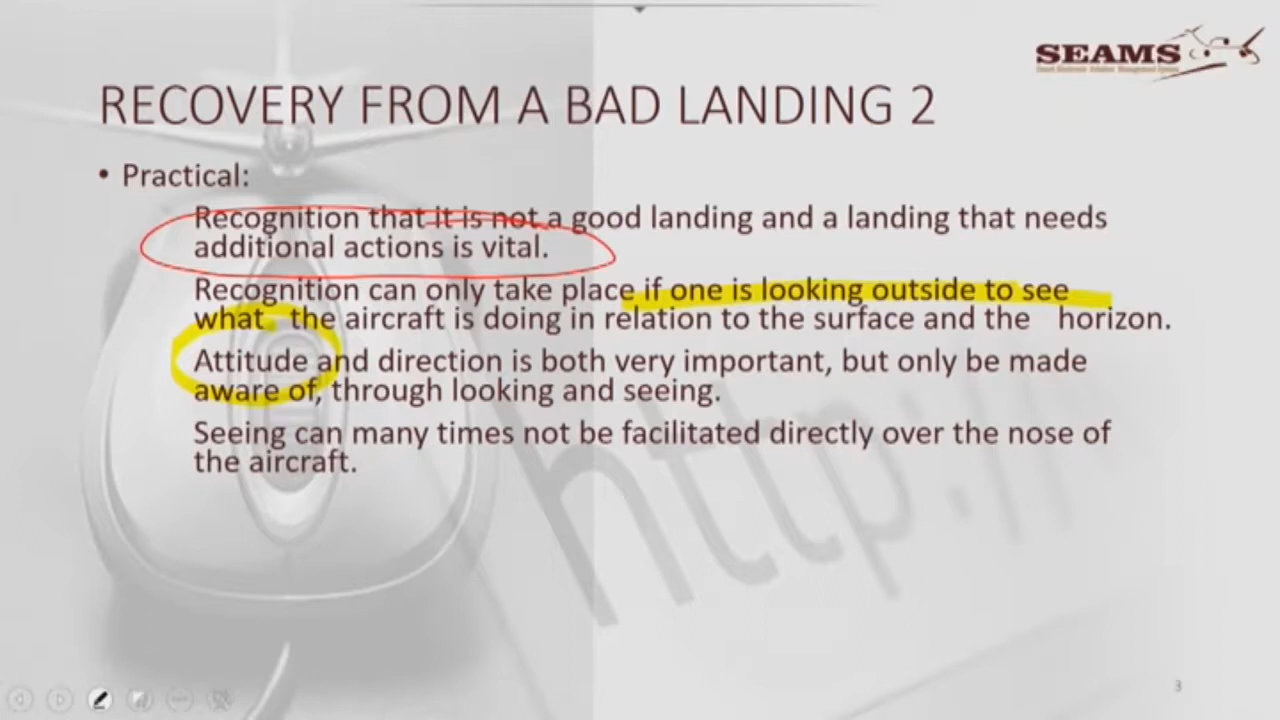 SEAMS
RECOVERY FROM A BAD LANDING 2
• Practical:
Recognition that it is not a good landing and a landing that needs
additional actions is vital.
Recognition can only take place if one is looking outside to see
what the aircraft is doing in relation to the surface and the horizon.
Attitude and direction is both very important, but only be made
aware of, through looking and seeing.
Seeing can many times not be facilitated directly over the nose of
the aircraft.
http://
3